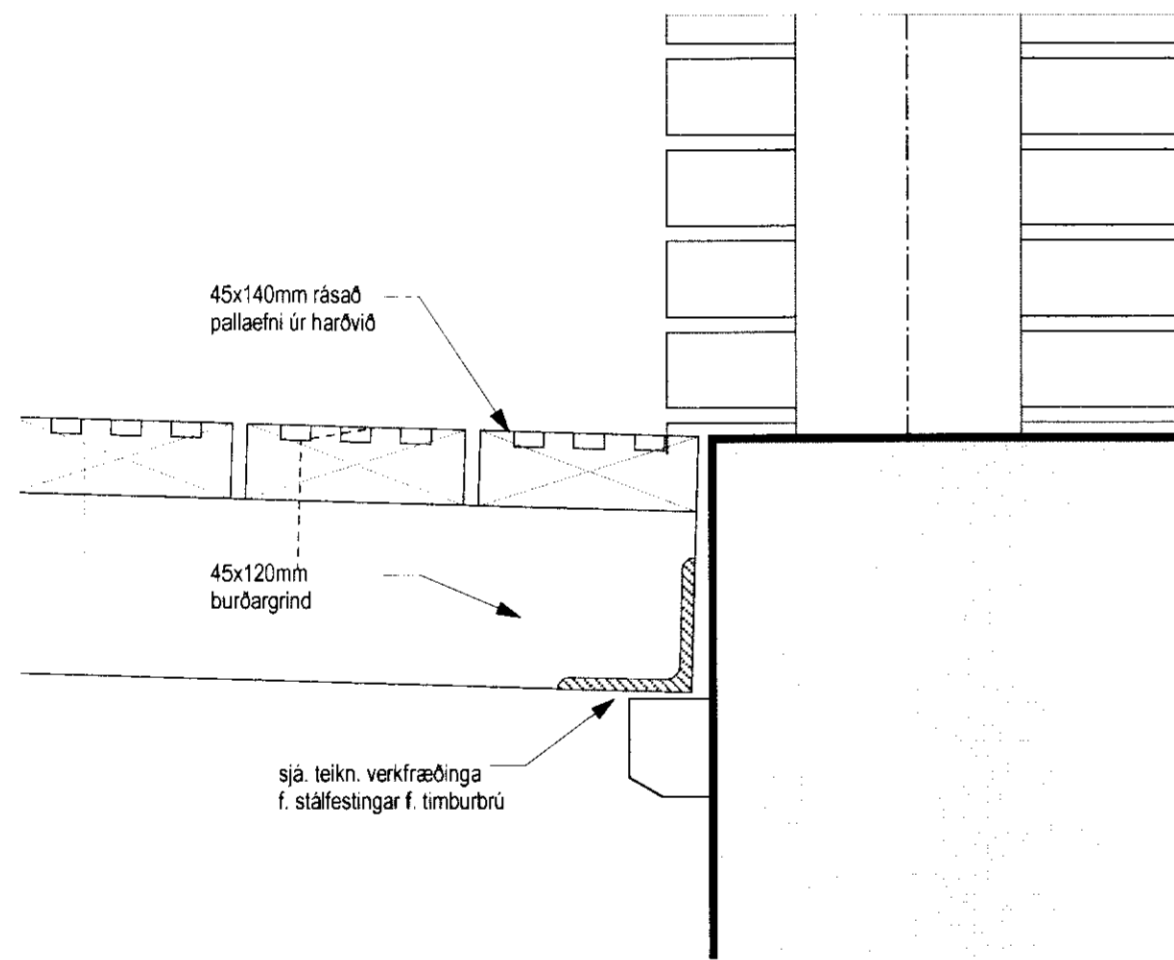 45x140mm rásað
pallaefni úr harðvið
45x120mm
burðargrind
sjá. teikn. verkfræðinga
f. stálfestingar f. timburbrú